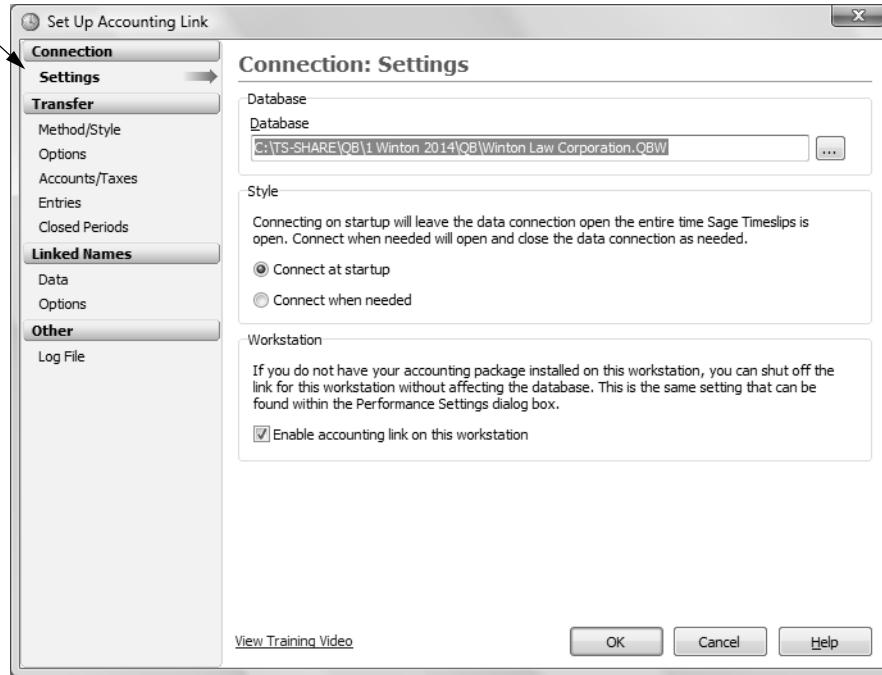 Set Up Accounting Link
Connection
Settings
Transfer
Method/Style
Options
Accounts/Taxes
Entries
Closed Periods
Linked Names
Data
Options
Other
Log File
Connection: Settings
Database
Database
C:\TS-SHARE\QB\1 Winton 2014\QB\Winton Law Corporation.QBW
...
Style
Connecting on startup will leave the data connection open the entire time Sage Timeslips is
open. Connect when needed will open and close the data connection as needed.
Connect at startup
Connect when needed
Workstation
If you do not have your accounting package installed on this workstation, you can shut off the
link for this workstation without affecting the database. This is the same setting that can be
found within the Performance Settings dialog box.
Enable accounting link on this workstation
View Training Video
OK
Cancel
Help